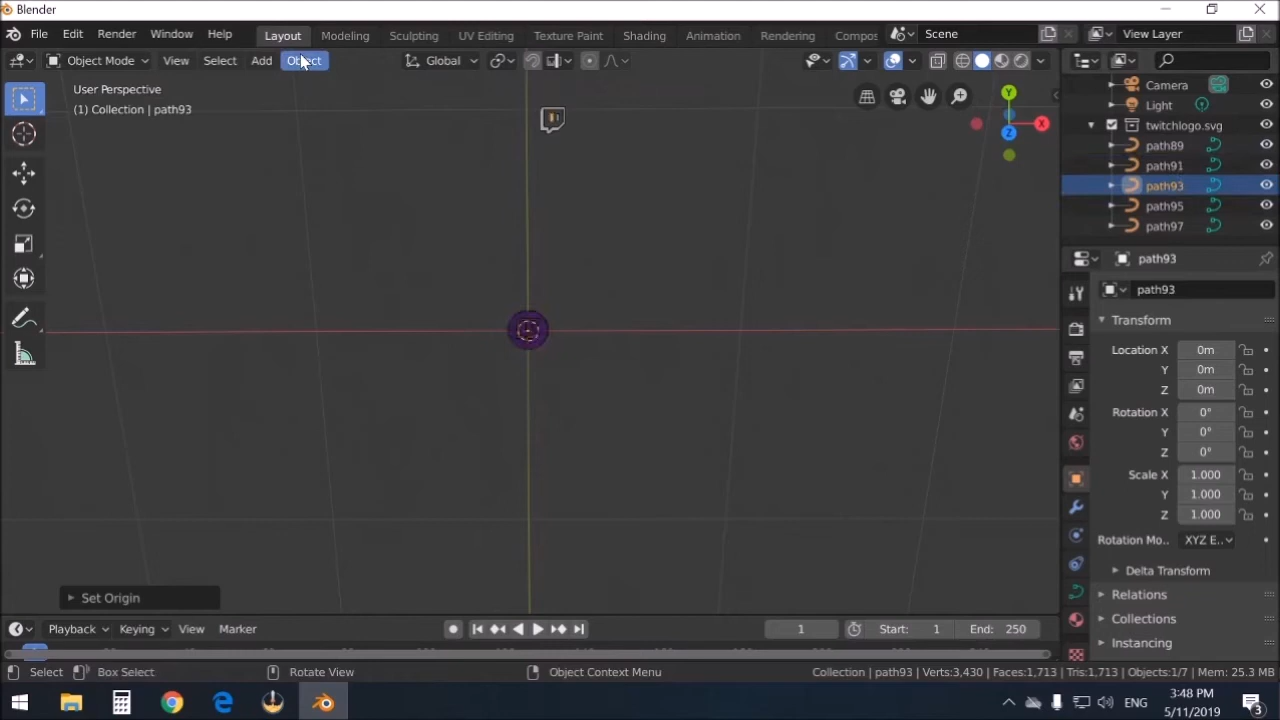 Blender
File Edit Render Window Help Layout Modeling Sculpting UV Editing Texture Paint Shading Animation Rendering Compos Scene View Layer
Object Mode View Select Add Object Global
User Perspective
(1) Collection | path93
Y
X
Z
Camera
Light
twitchlogo.svg
path89
path91
path93
path95
path97
path93
path93
Transform
Location X 0m
Y 0m
Z 0m
Rotation X 0°
Y 0°
Z 0°
Scale X 1.000
Y 1.000
Z 1.000
Rotation Mo.. XYZ E..
Delta Transform
Relations
Collections
Instancing
Set Origin
Playback Keying View Marker 1 Start: 1 End: 250
Select Box Select Rotate View Object Context Menu Collection | path93 | Verts:3,430 | Faces:1,713 | Tris:1,713 | Objects:1/7 | Mem: 25.3 MB
ENG
3:48 PM
5/11/2019
3